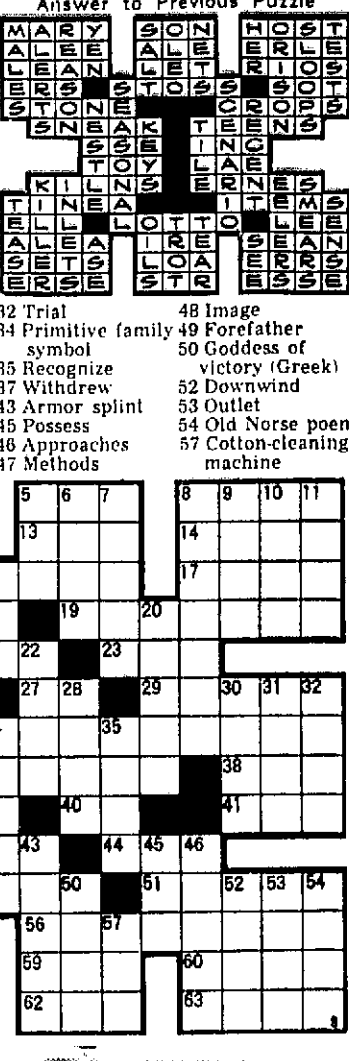 Answer to Previous Puzzle
MARY SON HOST
ALEE ALE ERLE
LEAN LET RIOS
ERS TOSS SOT
STONE CROPS
SNEAK TEENS
SSE ING
TOY LAE
KILNS ERNES
TINEA ITEMS
ELL LOTTO LEE
ALEA IRE SEAN
SETS LOA ERRS
ERSE STR ESSE
32 Trial
34 Primitive family symbol
35 Recognize
37 Withdrew
43 Armor splint
45 Possess
46 Approaches
47 Methods
48 Image
49 Forefather
50 Goddess of
victory (Greek)
52 Downwind
53 Outlet
54 Old Norse poem
57 Cotton-cleaning
machine
5 6 7 8 9 10 11
13 14
17
19 20
22 23
27 28 29 30 31 32
35
38
40 41
43 44 45 46
50 51 52 53 54
56 57
59 60
62 63